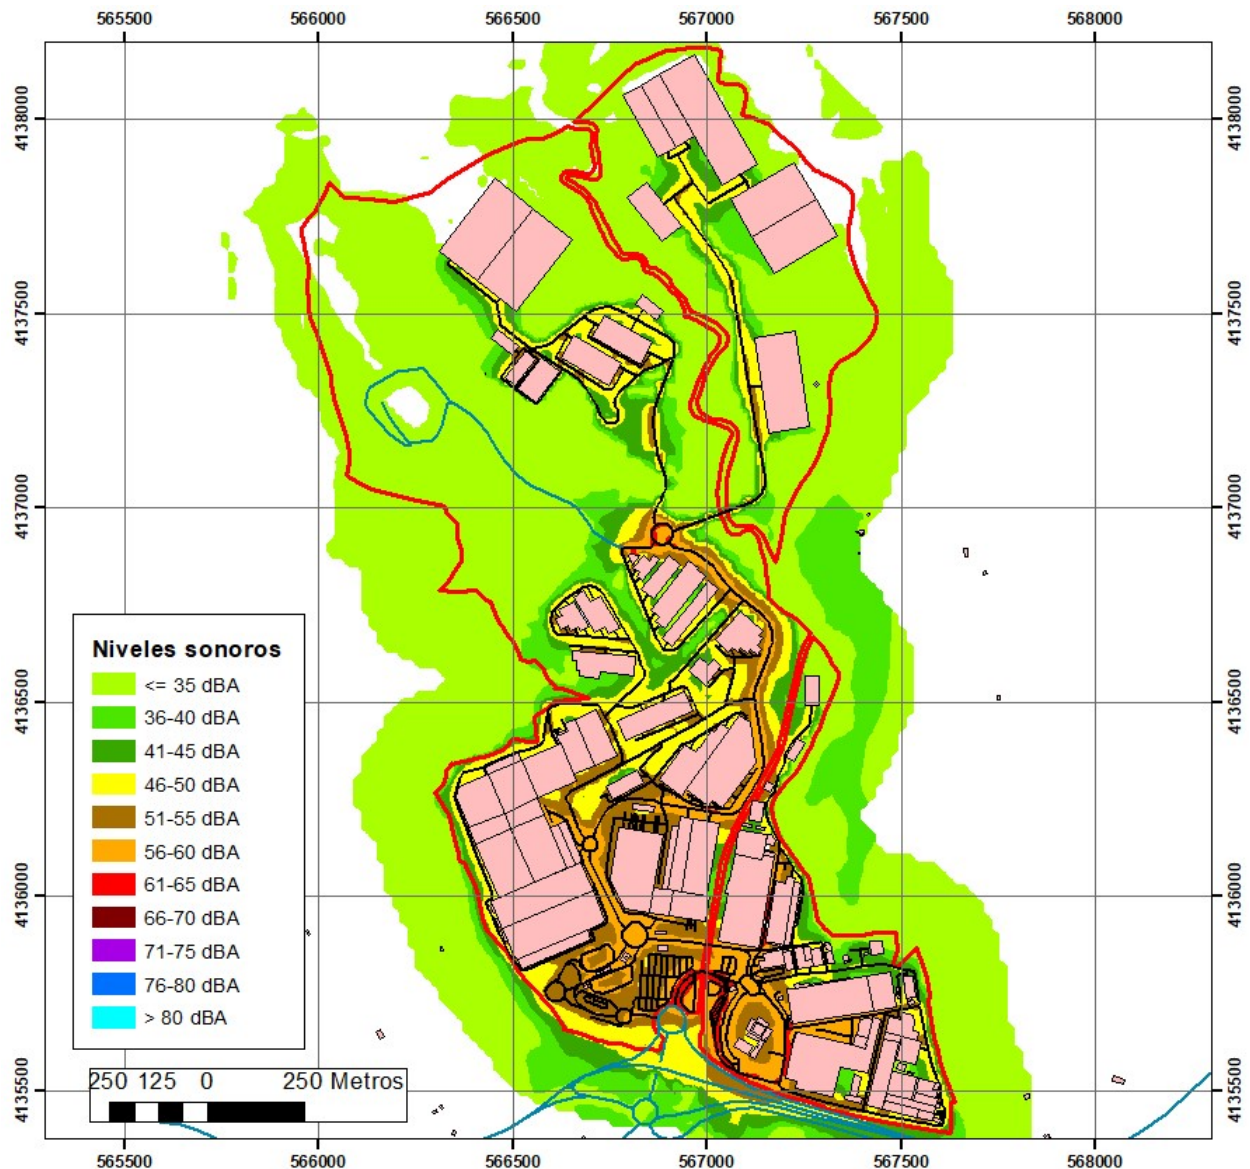 565500 566000 566500 567000 567500 568000
4138000 4138000
4137500 4137500
4137000 4137000
4136500 4136500
4136000 4136000
4135500 4135500
Niveles sonoros
<= 35 dBA
36-40 dBA
41-45 dBA
46-50 dBA
51-55 dBA
56-60 dBA
61-65 dBA
66-70 dBA
71-75 dBA
76-80 dBA
> 80 dBA
250 125 0 250 Metros
565500 566000 566500 567000 567500 568000